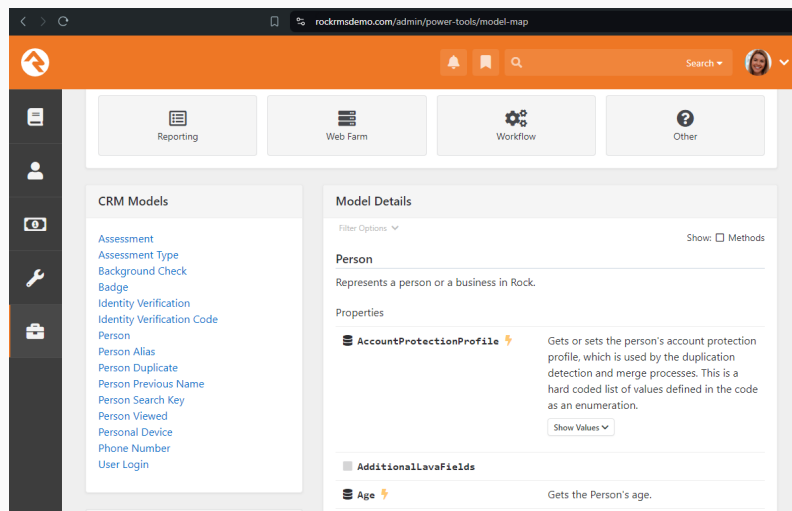 rockrmsdemo.com/admin/power-tools/model-map
Search
Reporting
Web Farm
Workflow
Other
CRM Models
Assessment
Assessment Type
Background Check
Badge
Identity Verification
Identity Verification Code
Person
Person Alias
Person Duplicate
Person Previous Name
Person Search Key
Person Viewed
Personal Device
Phone Number
User Login
Model Details
Filter Options
Show: Methods
Person
Represents a person or a business in Rock.
Properties
AccountProtectionProfile
Gets or sets the person's account protection
profile, which is used by the duplication
detection and merge processes. This is a
hard coded list of values defined in the code
as an enumeration.
Show Values
AdditionalLavaFields
Age
Gets the Person's age.